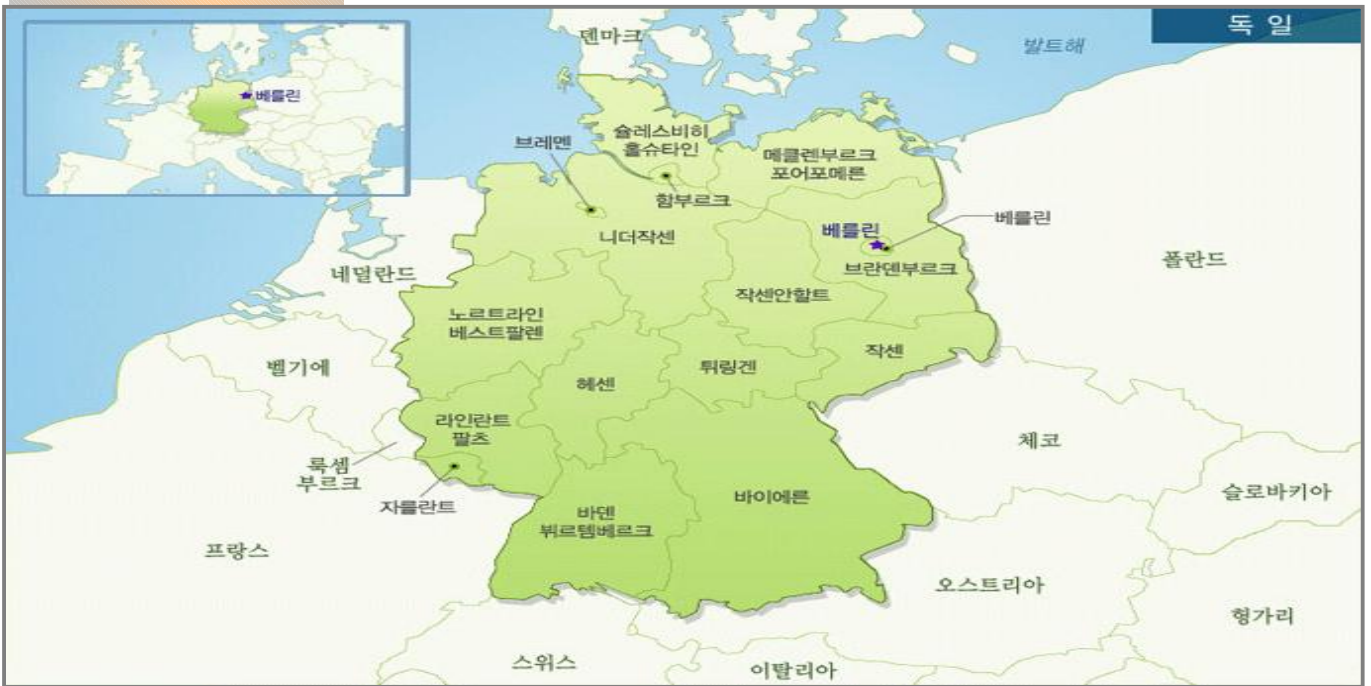 독 일
덴마크
발트해
베를린
슐레스비히
홀슈타인
브레멘
메클렌부르크
포어포메른
함부르크
베를린
베를린
니더작센
폴란드
네덜란드
브란덴부르크
작센안할트
노르트라인
베스트팔렌
작센
벨기에
튀링겐
헤센
라인란트
팔츠
체코
룩셈
부르크
슬로바키아
바이에른
자를란트
바덴
뷔르템베르크
프랑스
오스트리아
헝가리
스위스
이탈리아